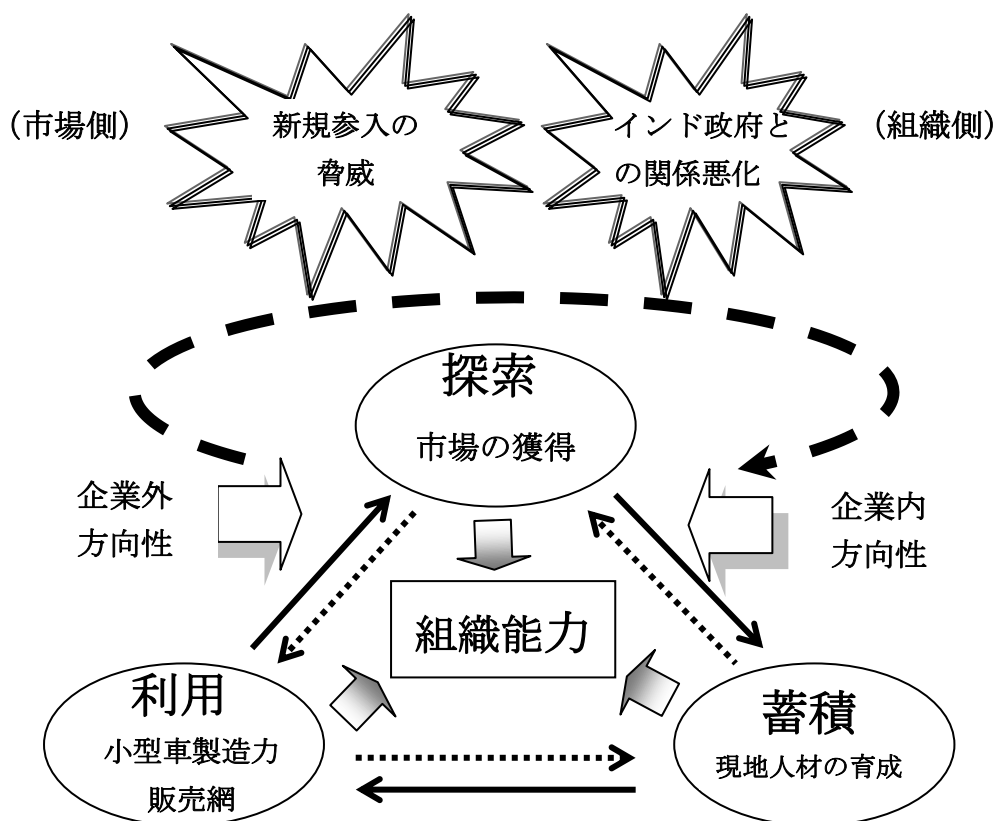 （市場側）
新規参入の
脅威
インド政府と
の関係悪化
（組織側）
探索
市場の獲得
企業外
方向性
企業内
方向性
組織能力
利用
小型車製造力
販売網
蓄積
現地人材の育成